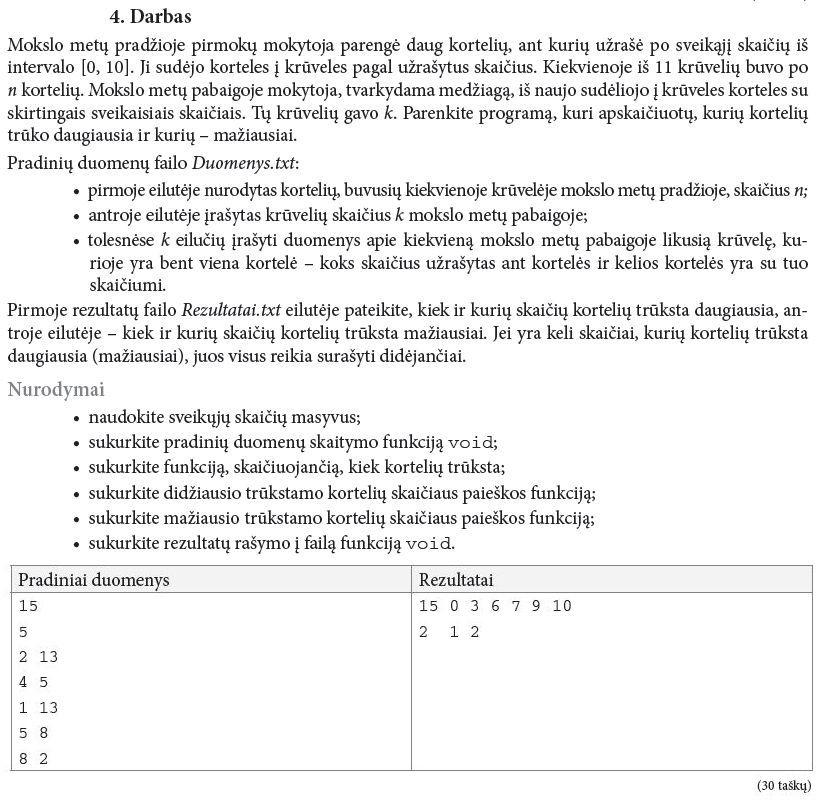 4. Darbas
Mokslo metų pradžioje pirmokų mokytoja parengė daug kortelių, ant kurių užrašė po sveikąjį skaičių iš
intervalo [0, 10]. Ji sudėjo korteles į krūveles pagal užrašytus skaičius. Kiekvienoje iš 11 krūvelių buvo po
n kortelių. Mokslo metų pabaigoje mokytoja, tvarkydama medžiagą, iš naujo sudėliojo į krūveles korteles su
skirtingais sveikaisiais skaičiais. Tų krūvelių gavo k. Parenkite programą, kuri apskaičiuotų, kurių kortelių
trūko daugiausia ir kurių – mažiausiai.
Pradinių duomenų failo Duomenys.txt:
• pirmoje eilutėje nurodytas kortelių, buvusių kiekvienoje krūvelėje mokslo metų pradžioje, skaičius n;
• antroje eilutėje įrašytas krūvelių skaičius k mokslo metų pabaigoje;
• tolesnėse k eilučių įrašyti duomenys apie kiekvieną mokslo metų pabaigoje likusią krūvelę, ku-
rioje yra bent viena kortelė – koks skaičius užrašytas ant kortelės ir kelios kortelės yra su tuo
skaičiumi.
Pirmoje rezultatų failo Rezultatai.txt eilutėje pateikite, kiek ir kurių skaičių kortelių trūksta daugiausia, an-
troje eilutėje – kiek ir kurių skaičių kortelių trūksta mažiausiai. Jei yra keli skaičiai, kurių kortelių trūksta
daugiausia (mažiausiai), juos visus reikia surašyti didėjančiai.
Nurodymai
• naudokite sveikųjų skaičių masyvus;
• sukurkite pradinių duomenų skaitymo funkciją void;
• sukurkite funkciją, skaičiuojančią, kiek kortelių trūksta;
• sukurkite didžiausio trūkstamo kortelių skaičiaus paieškos funkciją;
• sukurkite mažiausio trūkstamo kortelių skaičiaus paieškos funkciją;
• sukurkite rezultatų rašymo į failą funkciją void.
Pradiniai duomenys Rezultatai
15 15 0 3 6 7 9 10
5 2 1 2
2 13
4 5
1 13
5 8
8 2
(30 taškų)